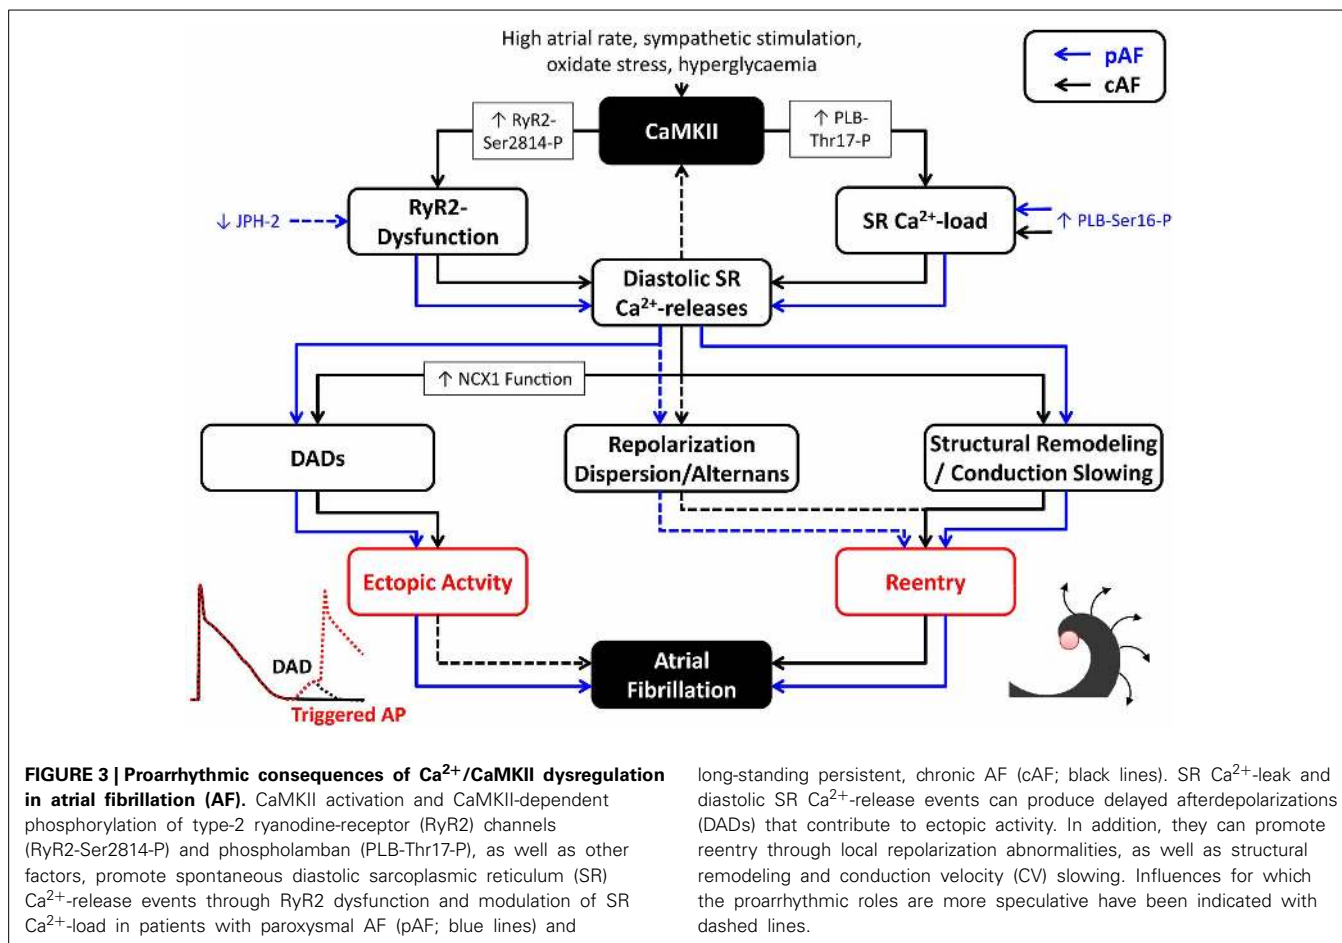 High atrial rate, sympathetic stimulation,
oxidate stress, hyperglycaemia
pAF
cAF
↑ RyR2-
Ser2814-P
CaMKII
↑ PLB-
Thr17-P
↓ JPH-2
RyR2-
Dysfunction
SR Ca²⁺-load
↑ PLB-Ser16-P
Diastolic SR
Ca²⁺-releases
↑ NCX1 Function
DADs
Repolarization
Dispersion/Alternans
Structural Remodeling
/ Conduction Slowing
Ectopic Actvity
Reentry
DAD
Triggered AP
Atrial
Fibrillation
FIGURE 3 | Proarrhythmic consequences of Ca²⁺/CaMKII dysregulation
in atrial fibrillation (AF). CaMKII activation and CaMKII-dependent
phosphorylation of type-2 ryanodine-receptor (RyR2) channels
(RyR2-Ser2814-P) and phospholamban (PLB-Thr17-P), as well as other
factors, promote spontaneous diastolic sarcoplasmic reticulum (SR)
Ca²⁺-release events through RyR2 dysfunction and modulation of SR
Ca²⁺-load in patients with paroxysmal AF (pAF; blue lines) and
long-standing persistent, chronic AF (cAF; black lines). SR Ca²⁺-leak and
diastolic SR Ca²⁺-release events can produce delayed afterdepolarizations
(DADs) that contribute to ectopic activity. In addition, they can promote
reentry through local repolarization abnormalities, as well as structural
remodeling and conduction velocity (CV) slowing. Influences for which
the proarrhythmic roles are more speculative have been indicated with
dashed lines.